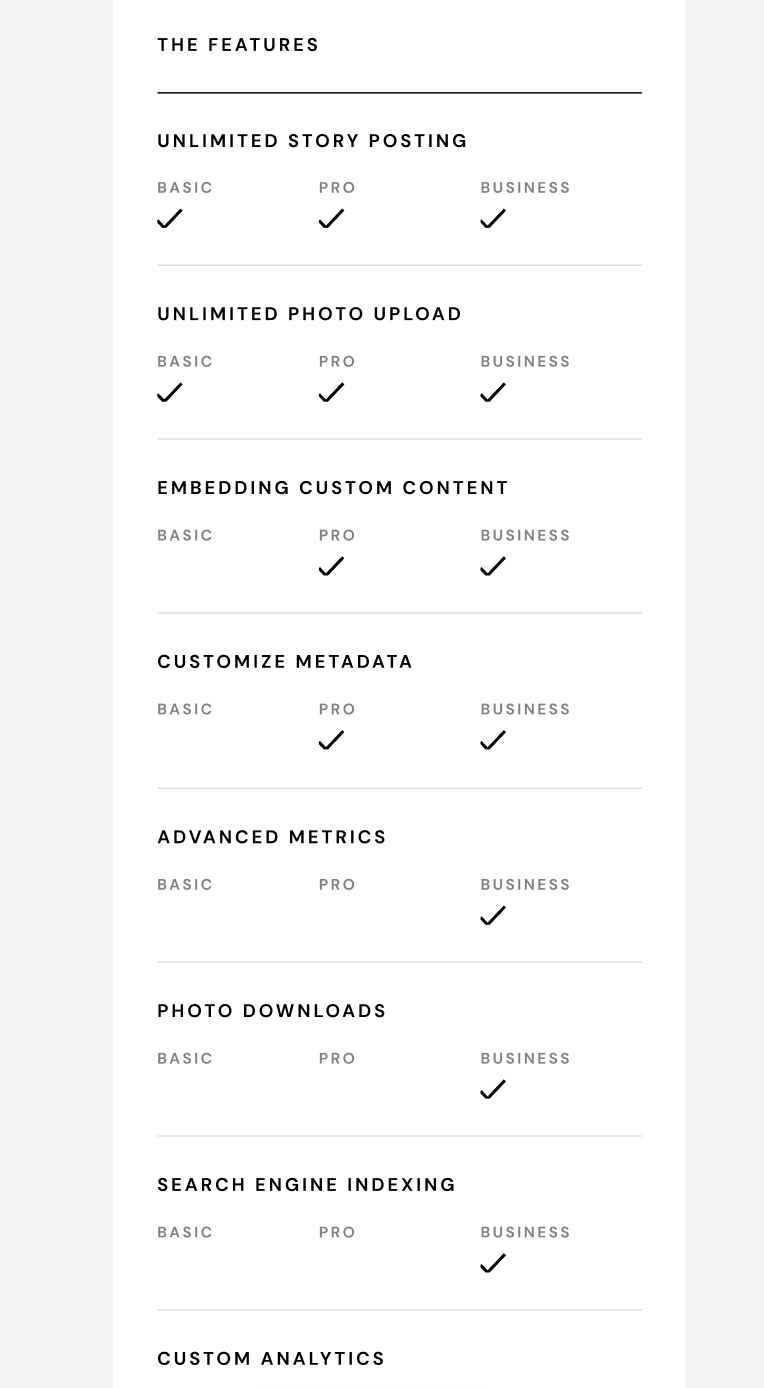 THE FEATURES
UNLIMITED STORY POSTING
BASIC PRO BUSINESS
UNLIMITED PHOTO UPLOAD
BASIC PRO BUSINESS
EMBEDDING CUSTOM CONTENT
BASIC PRO BUSINESS
CUSTOMIZE METADATA
BASIC PRO BUSINESS
ADVANCED METRICS
BASIC PRO BUSINESS
PHOTO DOWNLOADS
BASIC PRO BUSINESS
SEARCH ENGINE INDEXING
BASIC PRO BUSINESS
CUSTOM ANALYTICS